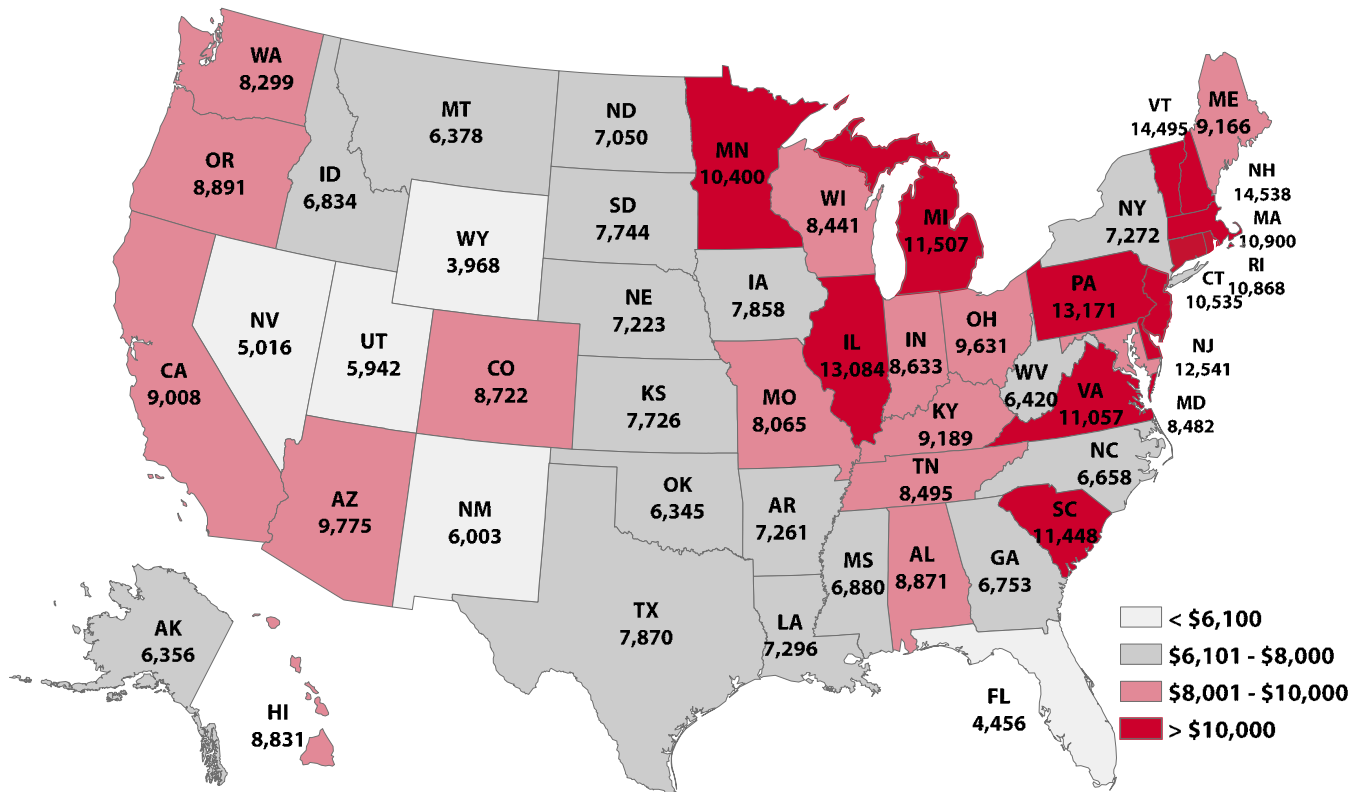 WA
8,299
MT
6,378
ND
7,050
MN
10,400
VT
14,495
ME
9,166
OR
8,891
ID
6,834
SD
7,744
WI
8,441
MI
11,507
NY
7,272
NH
14,538
MA
10,900
RI
10,868
CT
10,535
WY
3,968
NV
5,016
UT
5,942
CA
9,008
CO
8,722
NE
7,223
IA
7,858
IL
13,084
IN
8,633
OH
9,631
PA
13,171
NJ
12,541
MD
8,482
WV
6,420
VA
11,057
KS
7,726
MO
8,065
KY
9,189
TN
8,495
NC
6,658
SC
11,448
AZ
9,775
NM
6,003
OK
6,345
AR
7,261
MS
6,880
AL
8,871
GA
6,753
TX
7,870
LA
7,296
FL
4,456
AK
6,356
HI
8,831
< $6,100
$6,101 - $8,000
$8,001 - $10,000
> $10,000